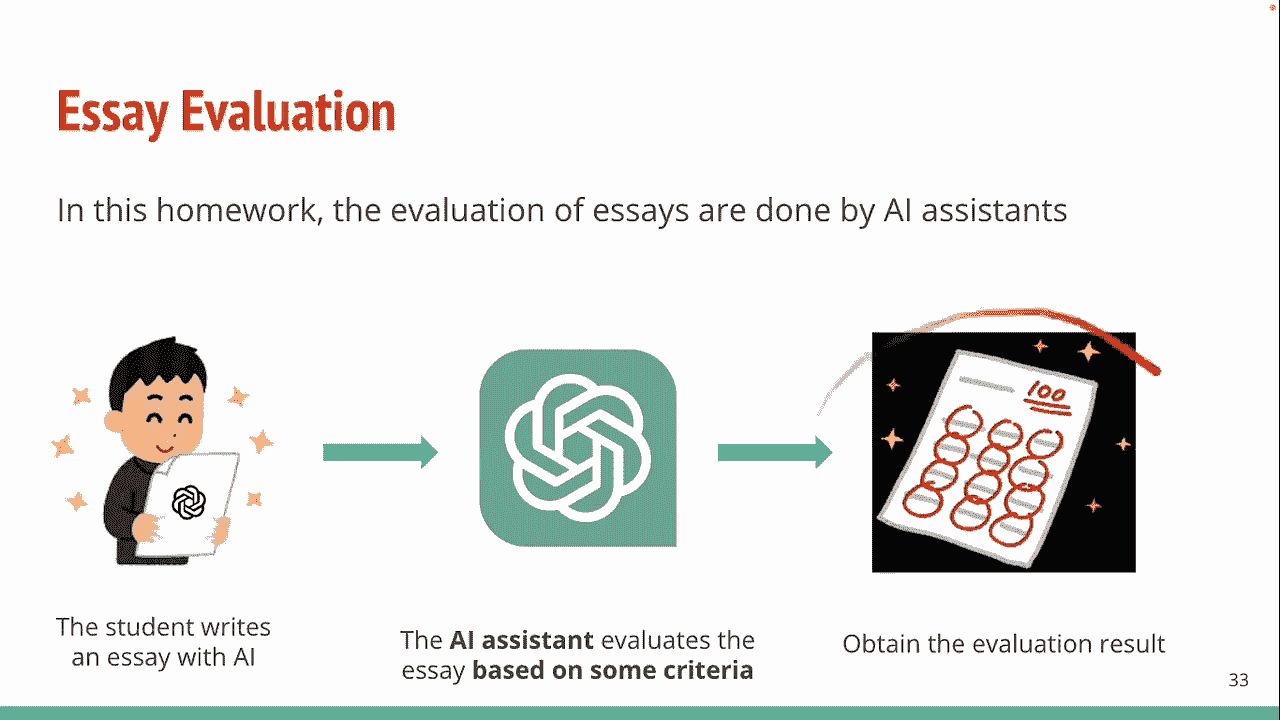 Essay Evaluation
In this homework, the evaluation of essays are done by AI assistants
100
The student writes
an essay with AI
The AI assistant evaluates the
essay based on some criteria
Obtain the evaluation result
33